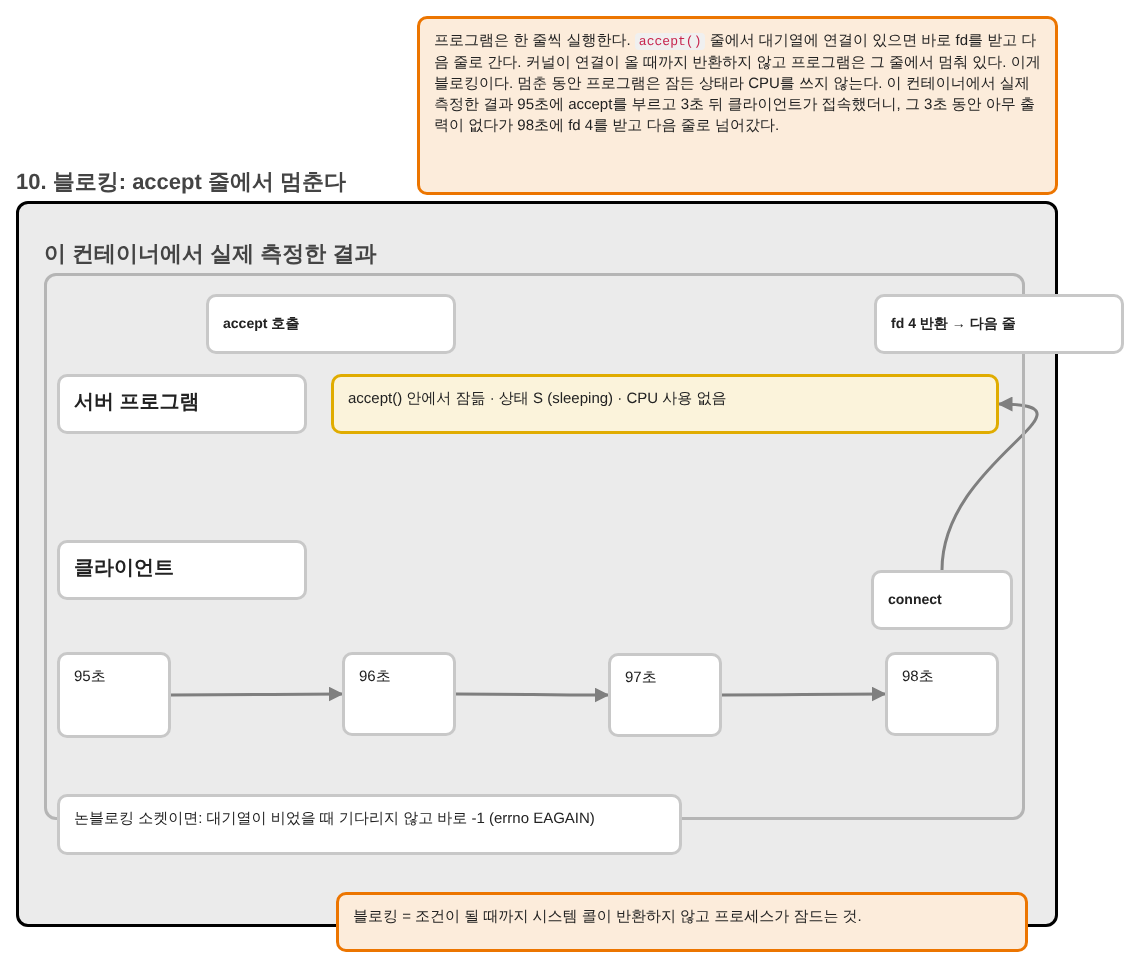 프로그램은 한 줄씩 실행한다. accept() 줄에서 대기열에 연결이 있으면 바로 fd를 받고 다
음 줄로 간다. 커널이 연결이 올 때까지 반환하지 않고 프로그램은 그 줄에서 멈춰 있다. 이게
블로킹이다. 멈춘 동안 프로그램은 잠든 상태라 CPU를 쓰지 않는다. 이 컨테이너에서 실제
측정한 결과 95초에 accept를 부르고 3초 뒤 클라이언트가 접속했더니, 그 3초 동안 아무 출
력이 없다가 98초에 fd 4를 받고 다음 줄로 넘어갔다.
10. 블로킹: accept 줄에서 멈춘다
이 컨테이너에서 실제 측정한 결과
accept 호출
fd 4 반환 → 다음 줄
서버 프로그램
accept() 안에서 잠듦 · 상태 S (sleeping) · CPU 사용 없음
클라이언트
connect
95초
96초
97초
98초
논블로킹 소켓이면: 대기열이 비었을 때 기다리지 않고 바로 -1 (errno EAGAIN)
블로킹 = 조건이 될 때까지 시스템 콜이 반환하지 않고 프로세스가 잠드는 것.